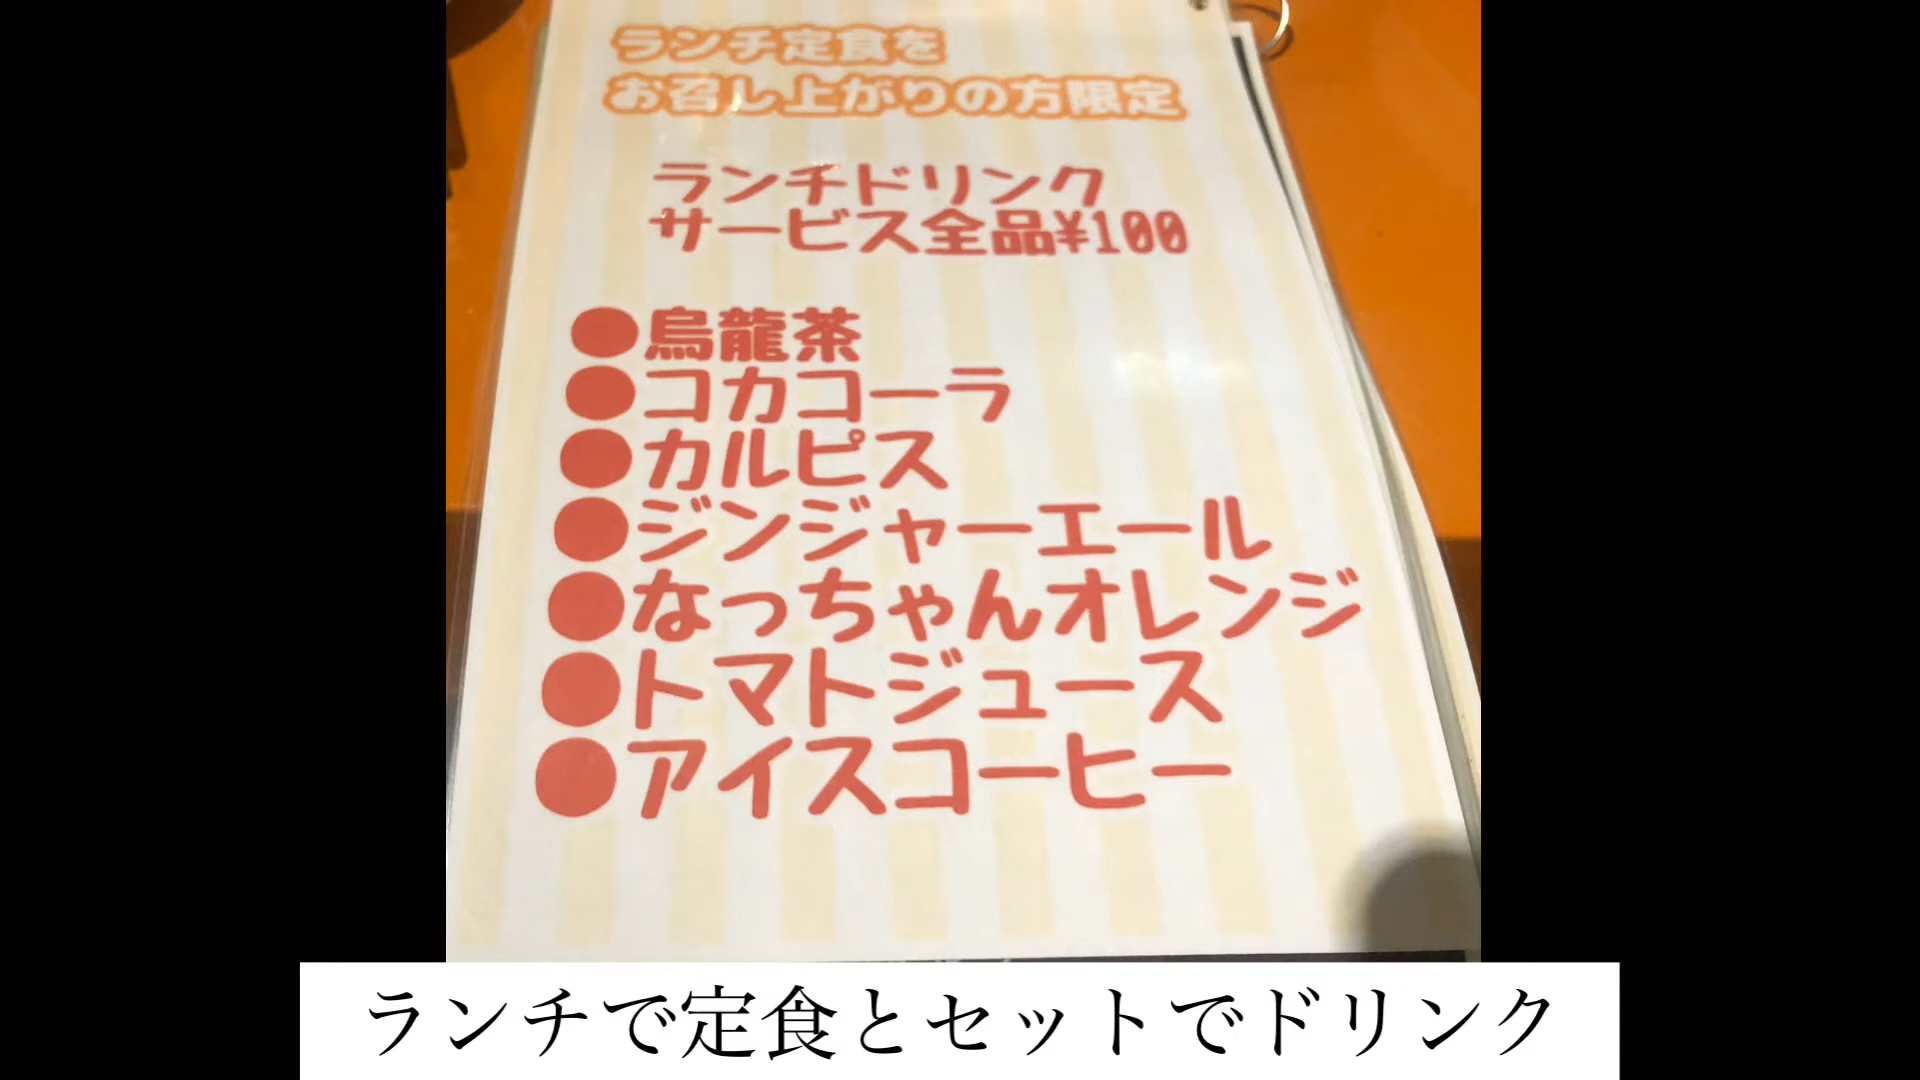 ランチ定食を
お召し上がりの方限定
ランチドリンク
サービス全品¥100
●烏龍茶
●コカコーラ
●カルピス
●ジンジャーエール
●なっちゃんオレンジ
●トマトジュース
●アイスコーヒー
ランチで定食とセットでドリンク